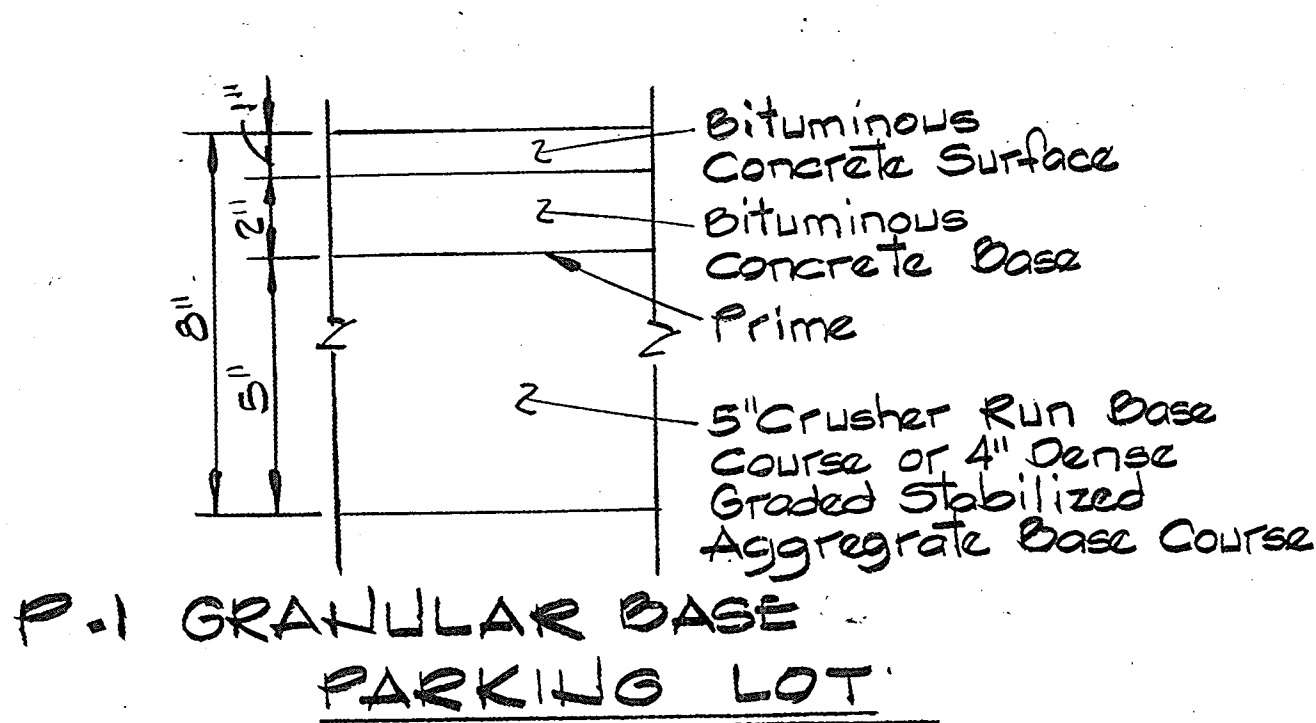 1"
2"
8"
5"
Bituminous
Concrete Surface
Bituminous
Concrete Base
Prime
5" Crusher Run Base
Course or 4" Dense
Graded Stabilized
Aggregrate Base Course
P.1 GRANULAR BASE
PARKING LOT